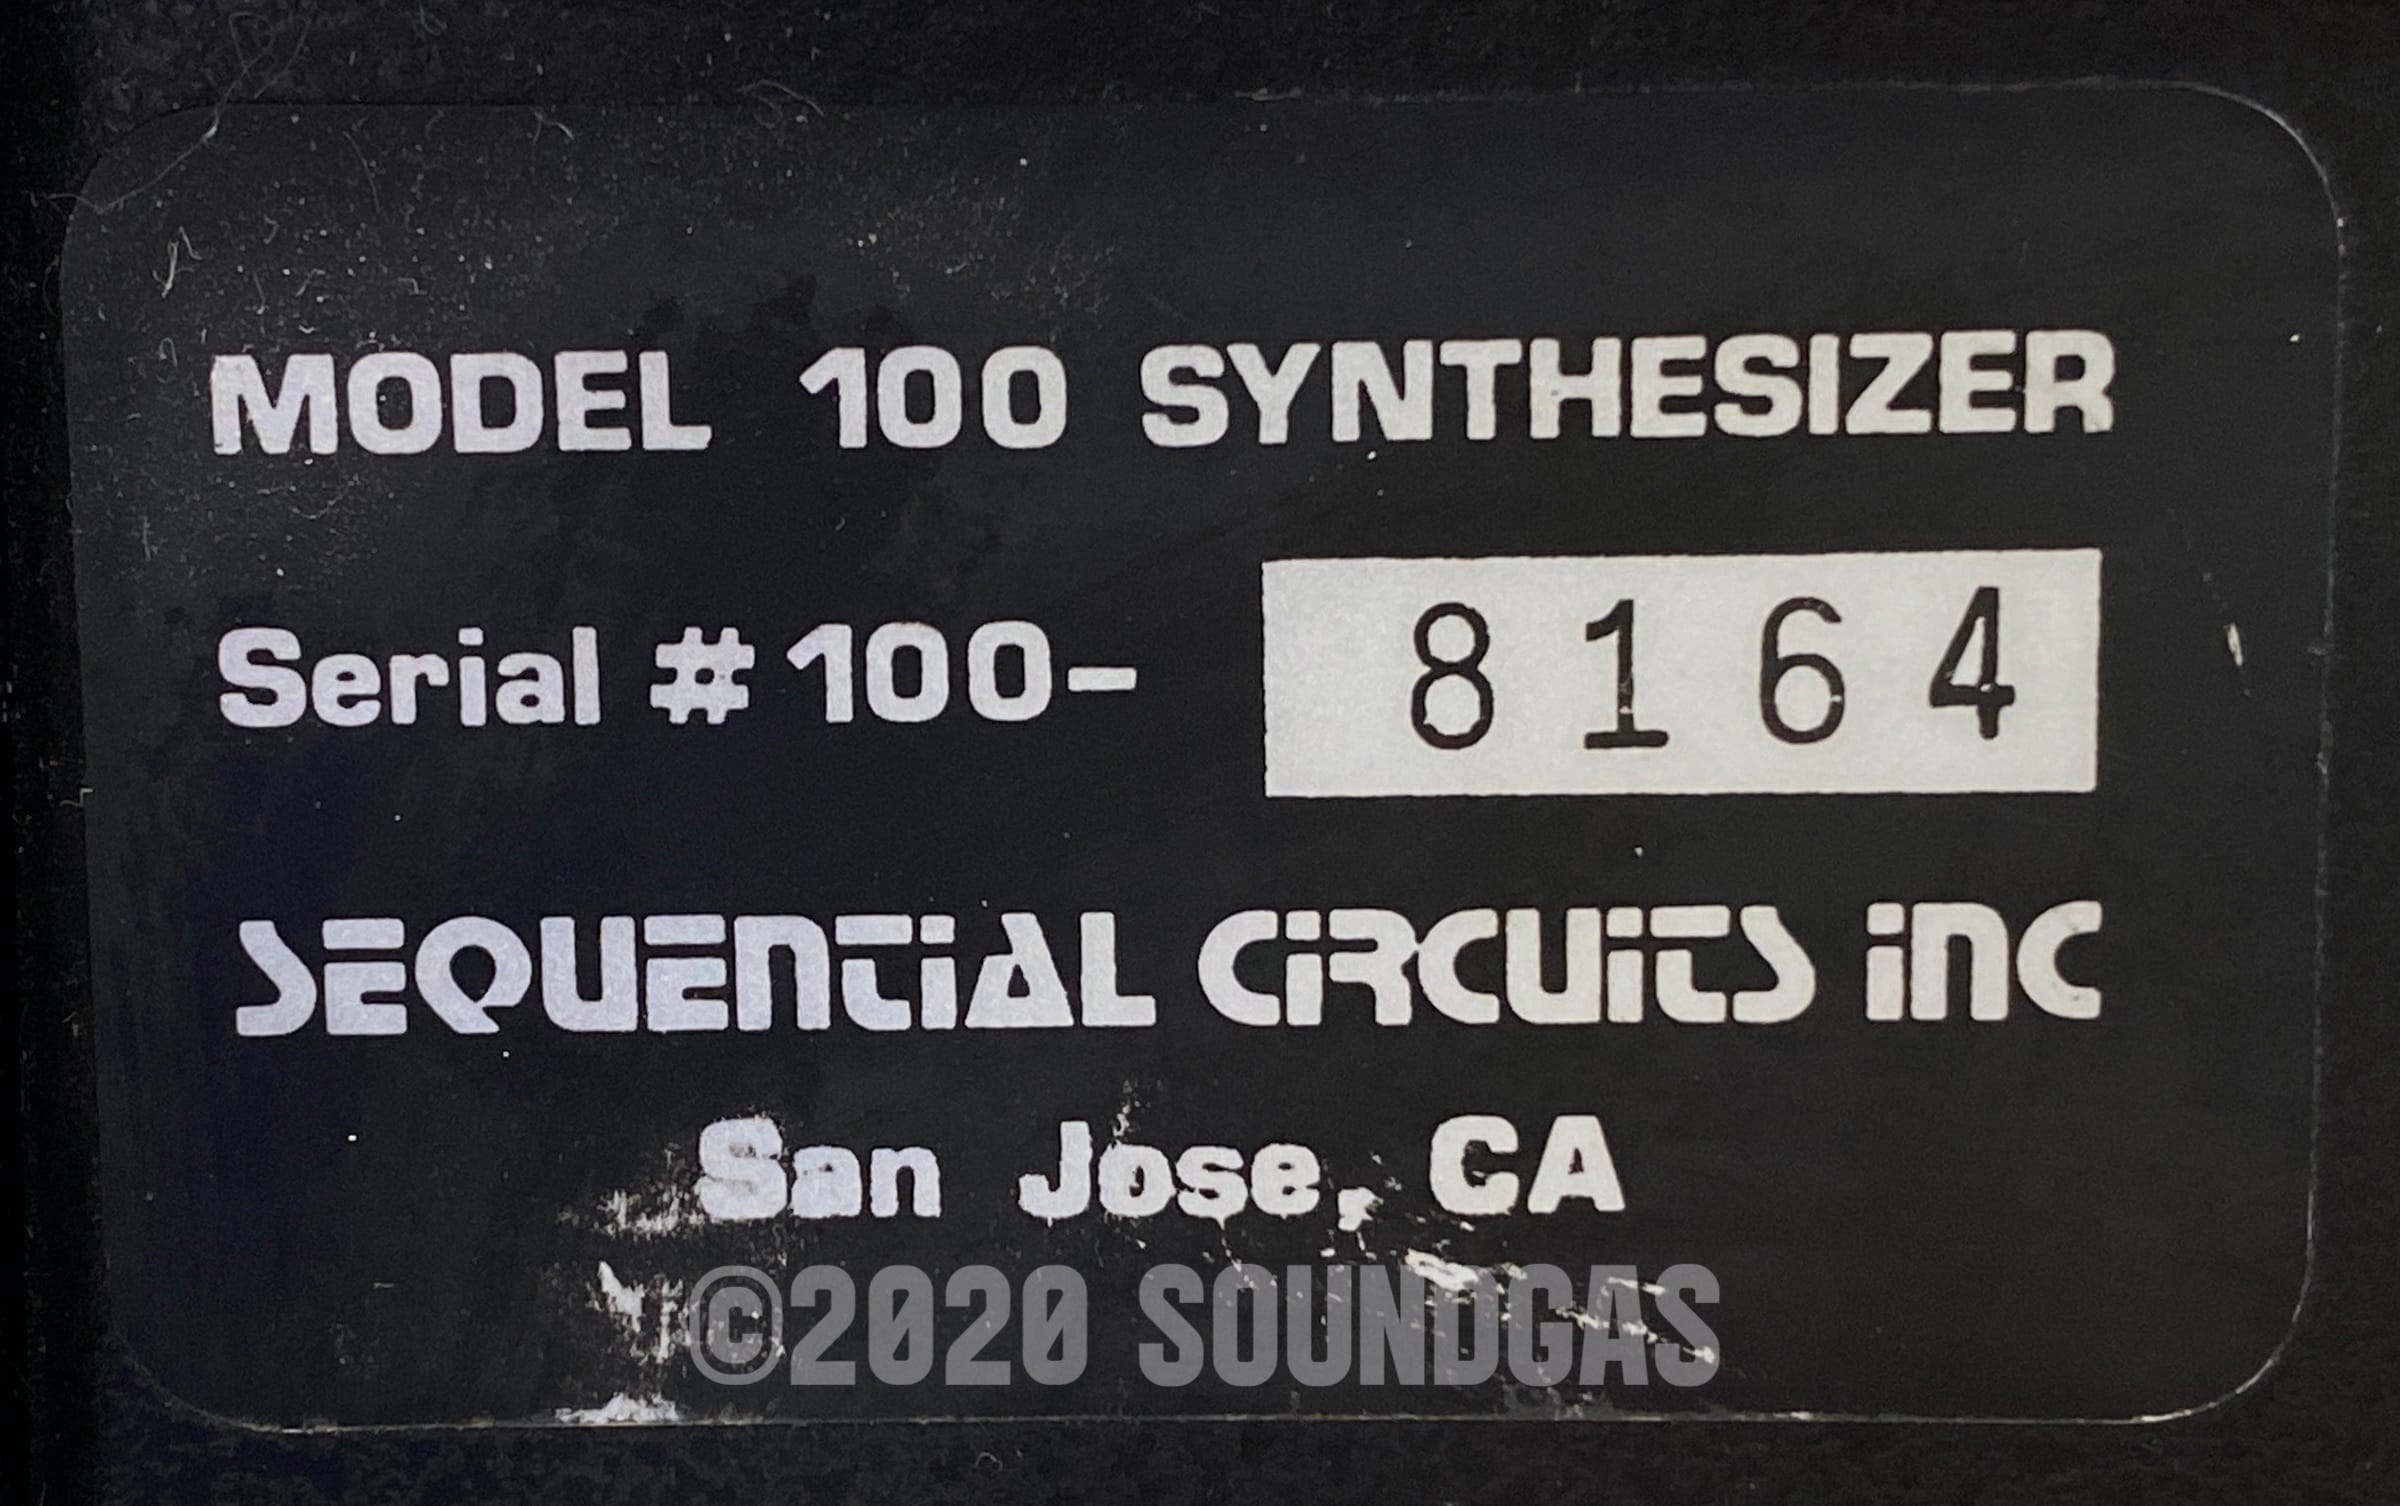 MODEL 100 SYNTHESIZER
Serial #100- 8164
SEQUENTiAL CiRCUiTS iNC
San Jose, CA
©2020 SOUNDGAS